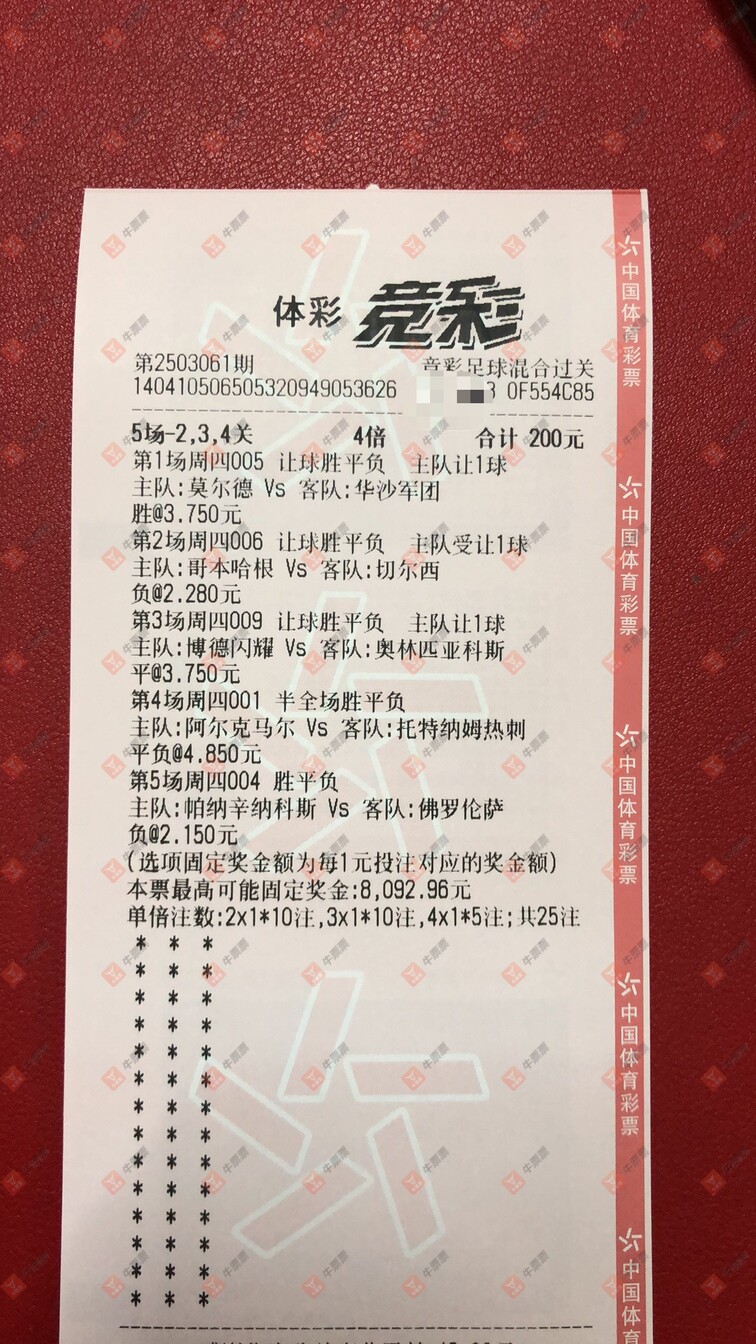 体彩 竞彩
第2503061期 竞彩足球混合过关
140410506505320949053626 3 0F554C85
5场-2,3,4关 4倍 合计 200元
第1场周四005 让球胜平负 主队让1球
主队:莫尔德 Vs 客队:华沙军团
胜@3.750元
第2场周四006 让球胜平负 主队受让1球
主队:哥本哈根 Vs 客队:切尔西
负@2.280元
第3场周四009 让球胜平负 主队让1球
主队:博德闪耀 Vs 客队:奥林匹亚科斯
平@3.750元
第4场周四001 半全场胜平负
主队:阿尔克马尔 Vs 客队:托特纳姆热刺
平负@4.850元
第5场周四004 胜平负
主队:帕纳辛纳科斯 Vs 客队:佛罗伦萨
负@2.150元
(选项固定奖金额为每1元投注对应的奖金额)
本票最高可能固定奖金:8,092.96元
单倍注数:2x1*10注,3x1*10注,4x1*5注;共25注
* * *
* * *
* * *
* * *
* * *
* * *
* * *
* * *
* * *
* * *
* * *
* * *
* * *
* * *
中国体育彩票
中国体育彩票
中国体育彩票
中国体育彩票
中国体育
牛票票